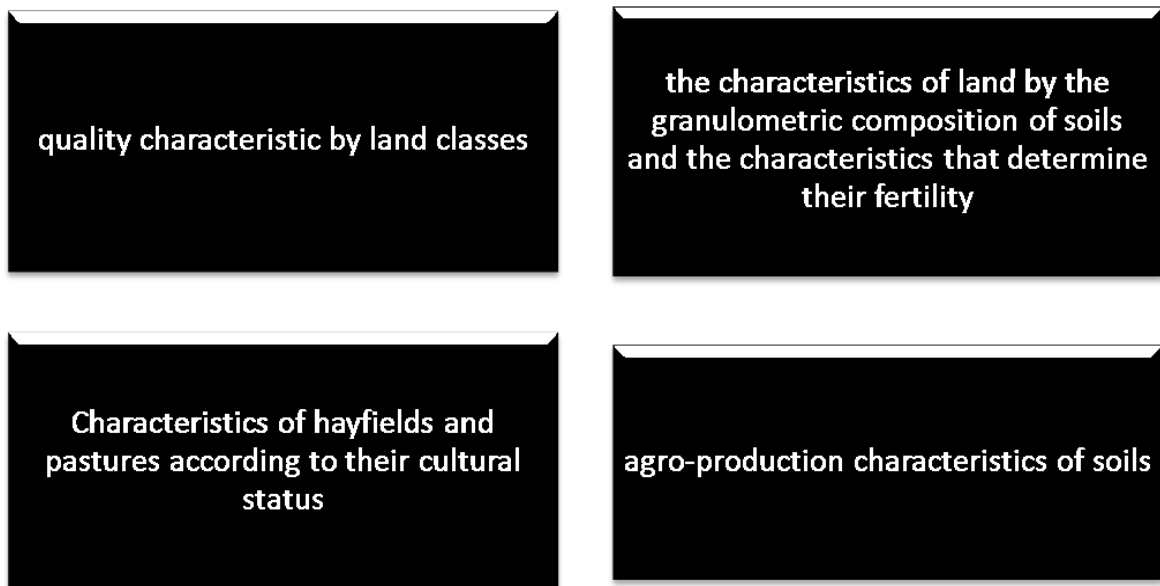 quality characteristic by land classes
the characteristics of land by the
granulometric composition of soils
and the characteristics that determine
their fertility
Characteristics of hayfields and
pastures according to their cultural
status
agro-production characteristics of soils